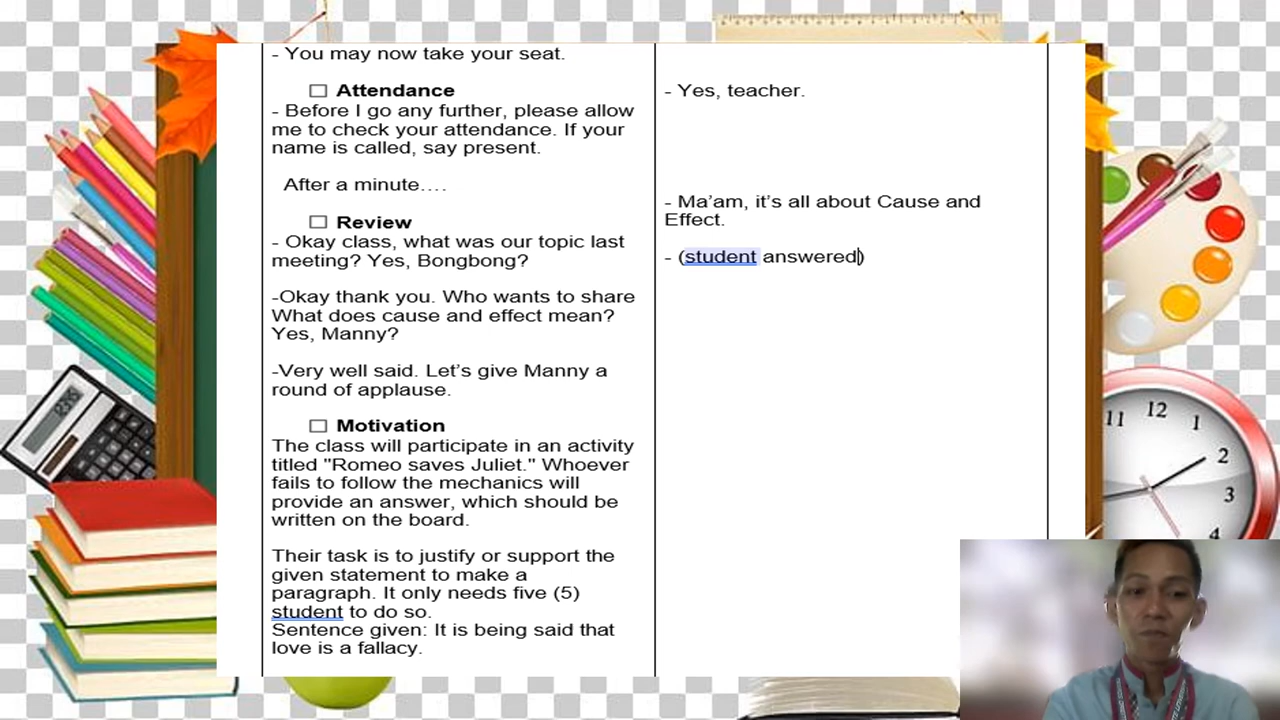 - You may now take your seat.
☐ Attendance
- Before I go any further, please allow
me to check your attendance. If your
name is called, say present.
After a minute….
☐ Review
- Okay class, what was our topic last
meeting? Yes, Bongbong?
-Okay thank you. Who wants to share
What does cause and effect mean?
Yes, Manny?
-Very well said. Let’s give Manny a
round of applause.
☐ Motivation
The class will participate in an activity
titled "Romeo saves Juliet." Whoever
fails to follow the mechanics will
provide an answer, which should be
written on the board.
Their task is to justify or support the
given statement to make a
paragraph. It only needs five (5)
student to do so.
Sentence given: It is being said that
love is a fallacy.
- Yes, teacher.
- Ma’am, it’s all about Cause and
Effect.
- (student answered)
11 12 1
2
3
4